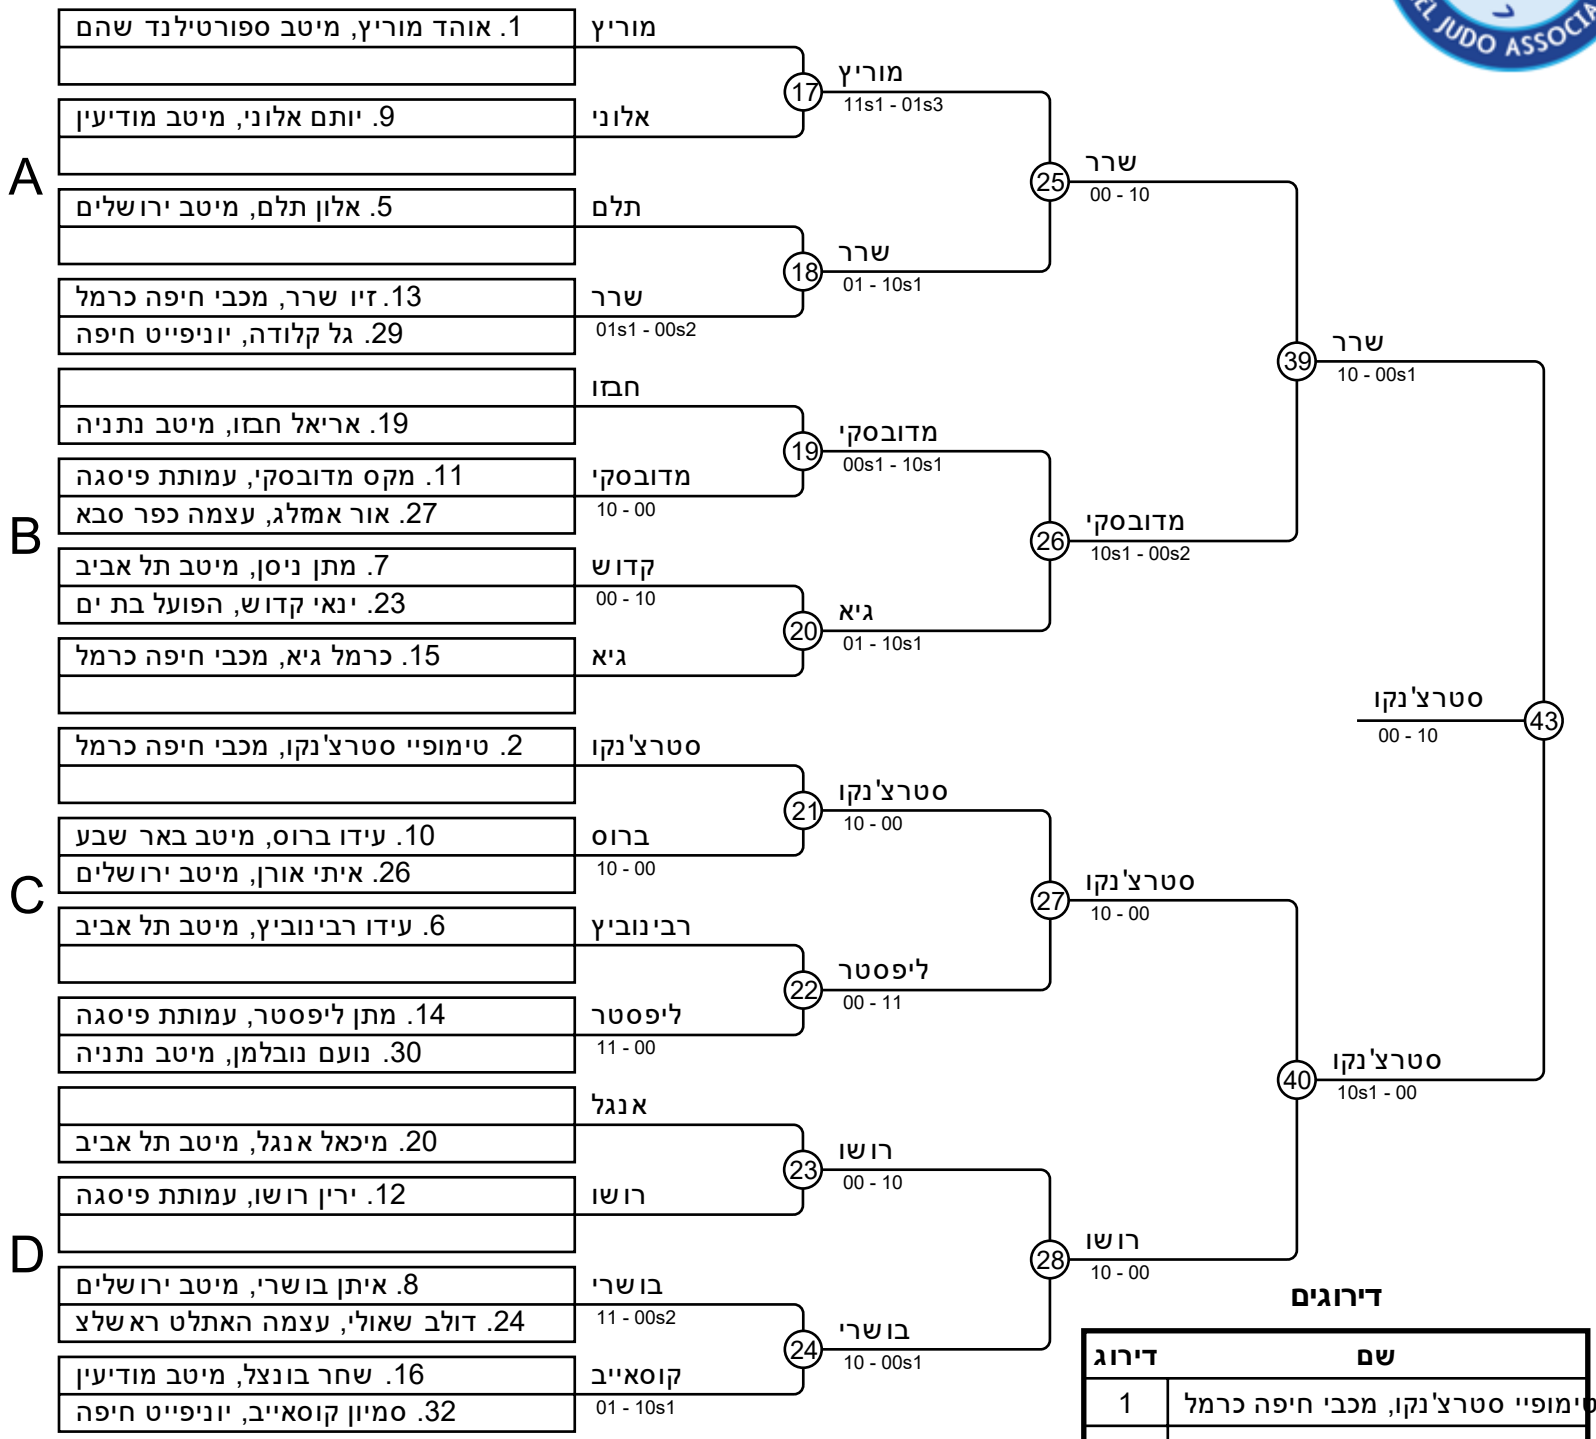 EL JUDO ASSOCIA
A
1. אוהד מוריץ, מיטב ספורטילנד שהם
9. יותם אלוני, מיטב מודיעין
5. אלון תלם, מיטב ירושלים
13. זיו שרר, מכבי חיפה כרמל
29. גל קלודה, יוניפייט חיפה
B
19. אריאל חבזו, מיטב נתניה
11. מקס מדובסקי, עמותת פיסגה
27. אור אמזלג, עצמה כפר סבא
7. מתן ניסן, מיטב תל אביב
23. ינאי קדוש, הפועל בת ים
15. כרמל גיא, מכבי חיפה כרמל
C
2. טימופיי סטרצ'נקו, מכבי חיפה כרמל
10. עידו ברוס, מיטב באר שבע
26. איתי אורן, מיטב ירושלים
6. עידו רבינוביץ, מיטב תל אביב
14. מתן ליפסטר, עמותת פיסגה
30. נועם נובלמן, מיטב נתניה
D
20. מיכאל אנגל, מיטב תל אביב
12. ירין רושו, עמותת פיסגה
8. איתן בושרי, מיטב ירושלים
24. דולב שאולי, עצמה האתלט ראשלצ
16. שחר בונצל, מיטב מודיעין
32. סמיון קוסאייב, יוניפייט חיפה
מוריץ
אלוני
תלם
שרר
01s1 - 00s2
חבזו
מדובסקי
10 - 00
קדוש
00 - 10
גיא
סטרצ'נקו
ברוס
10 - 00
רבינוביץ
ליפסטר
11 - 00
אנגל
רושו
בושרי
11 - 00s2
קוסאייב
01 - 10s1
17
מוריץ
11s1 - 01s3
18
שרר
01 - 10s1
19
מדובסקי
00s1 - 10s1
20
גיא
01 - 10s1
21
סטרצ'נקו
10 - 00
22
ליפסטר
00 - 11
23
רושו
00 - 10
24
בושרי
10 - 00s1
25
שרר
00 - 10
26
מדובסקי
10s1 - 00s2
27
סטרצ'נקו
10 - 00
28
רושו
10 - 00
39
שרר
10 - 00s1
40
סטרצ'נקו
10s1 - 00
43
סטרצ'נקו
00 - 10
דירוגים
דירוג שם
1 טימופיי סטרצ'נקו, מכבי חיפה כרמל